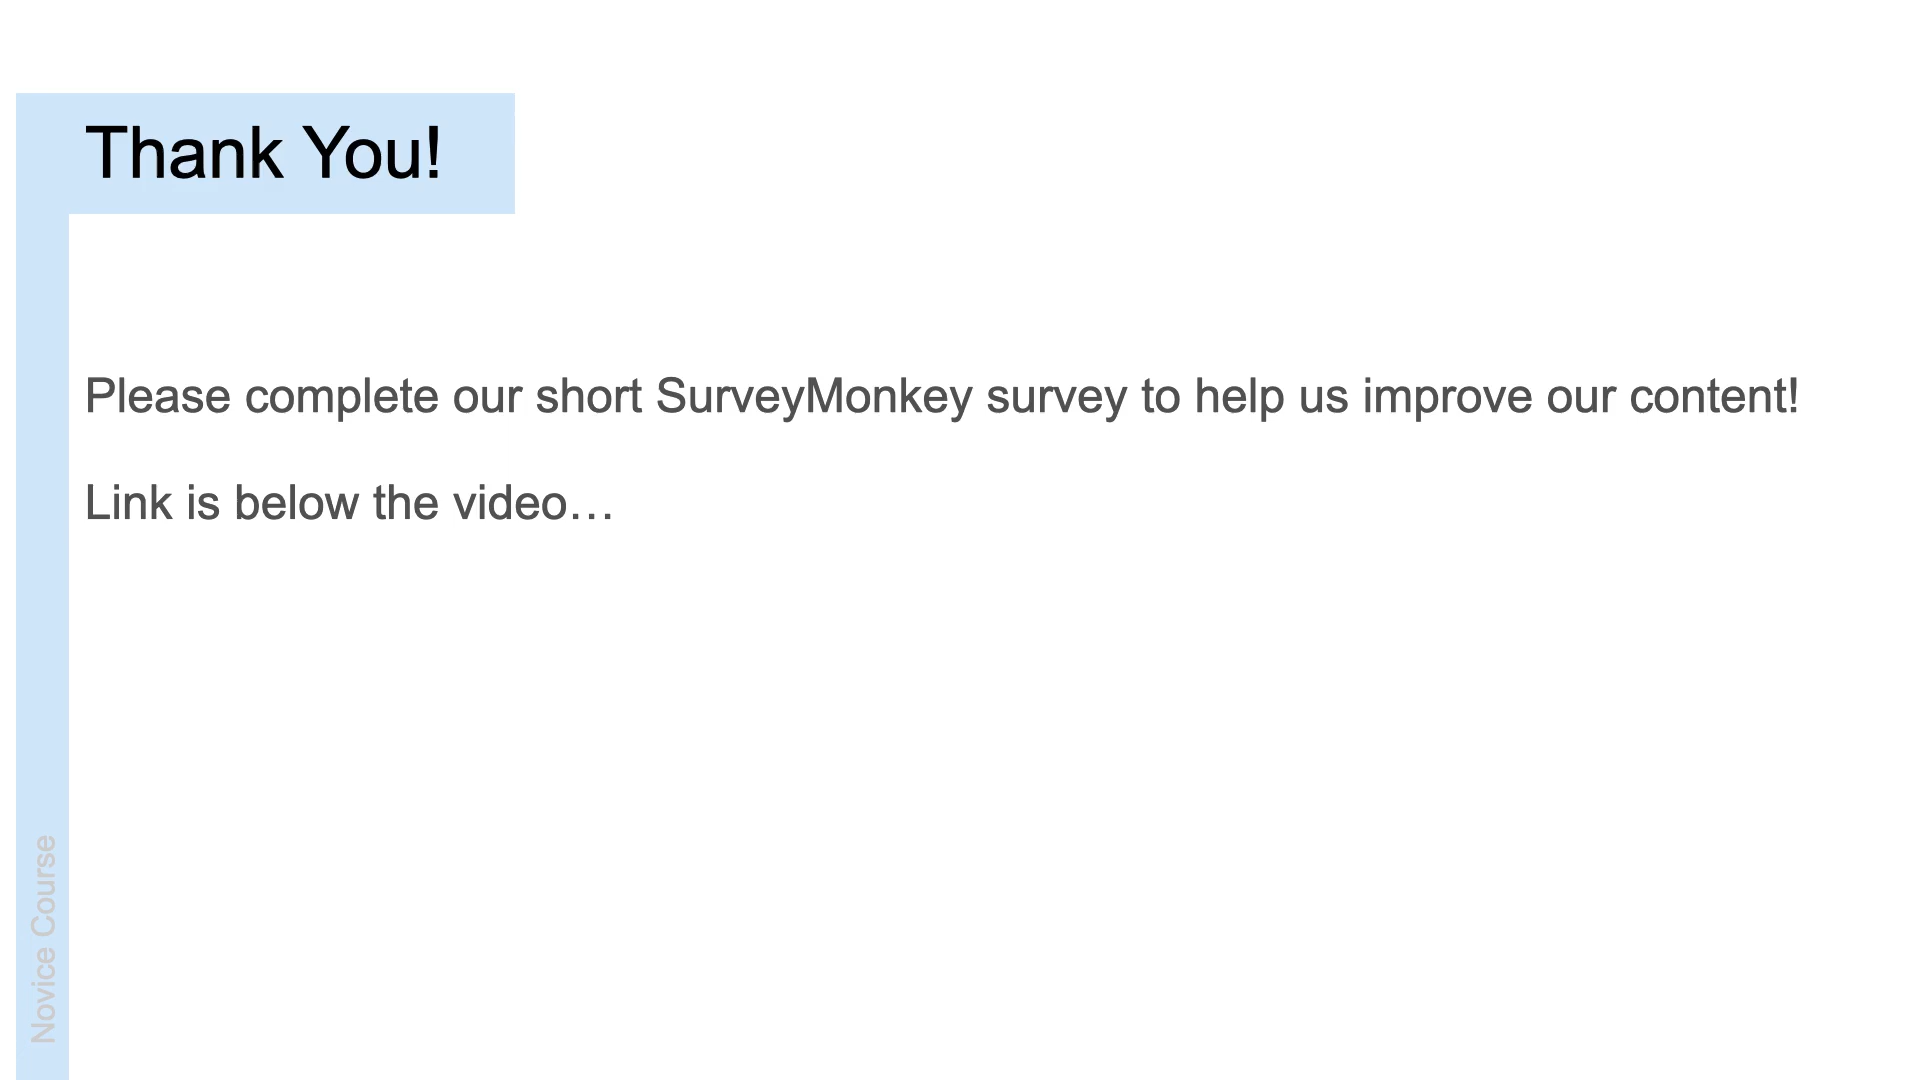 Thank You!
Please complete our short SurveyMonkey survey to help us improve our content!
Link is below the video…
Novice Course